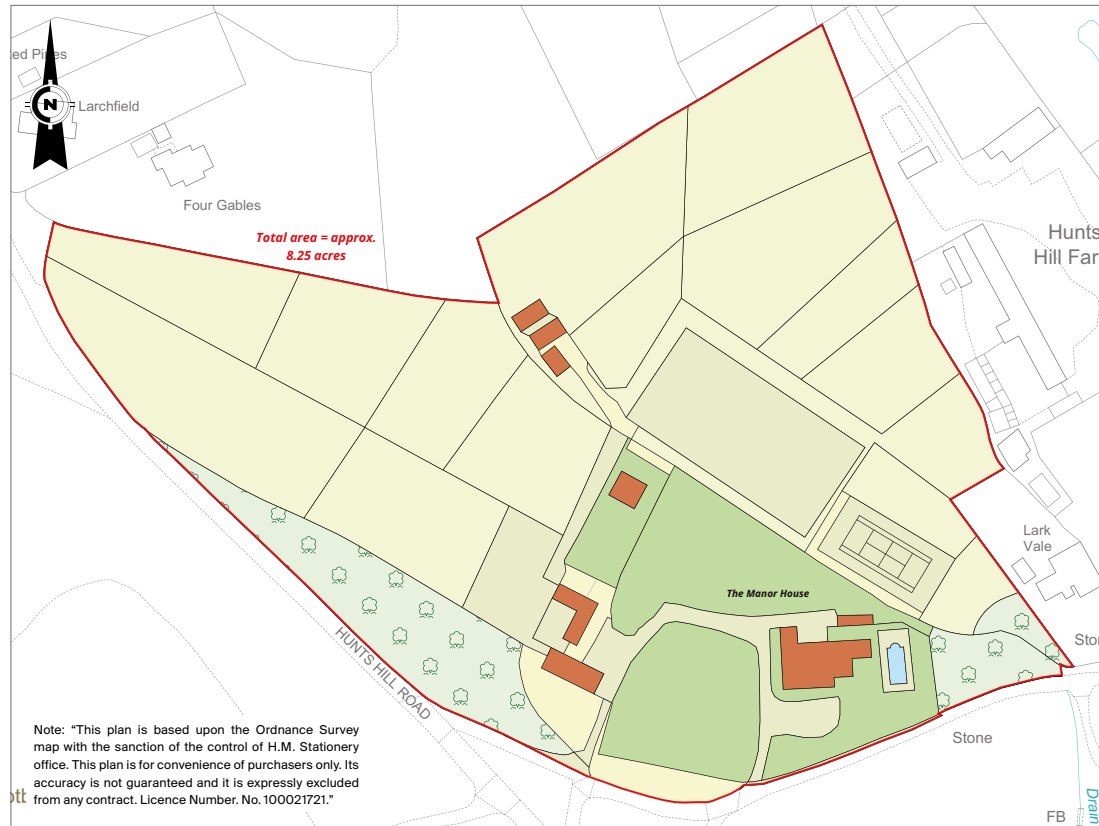 N
Larchfield
Four Gables
Total area = approx.
8.25 acres
Hunts
Hill Far
The Manor House
Lark
Vale
HUNTS HILL ROAD
Stone
FB
Drain
Note: “This plan is based upon the Ordnance Survey
map with the sanction of the control of H.M. Stationery
office. This plan is for convenience of purchasers only. Its
accuracy is not guaranteed and it is expressly excluded
from any contract. Licence Number. No. 100021721.”